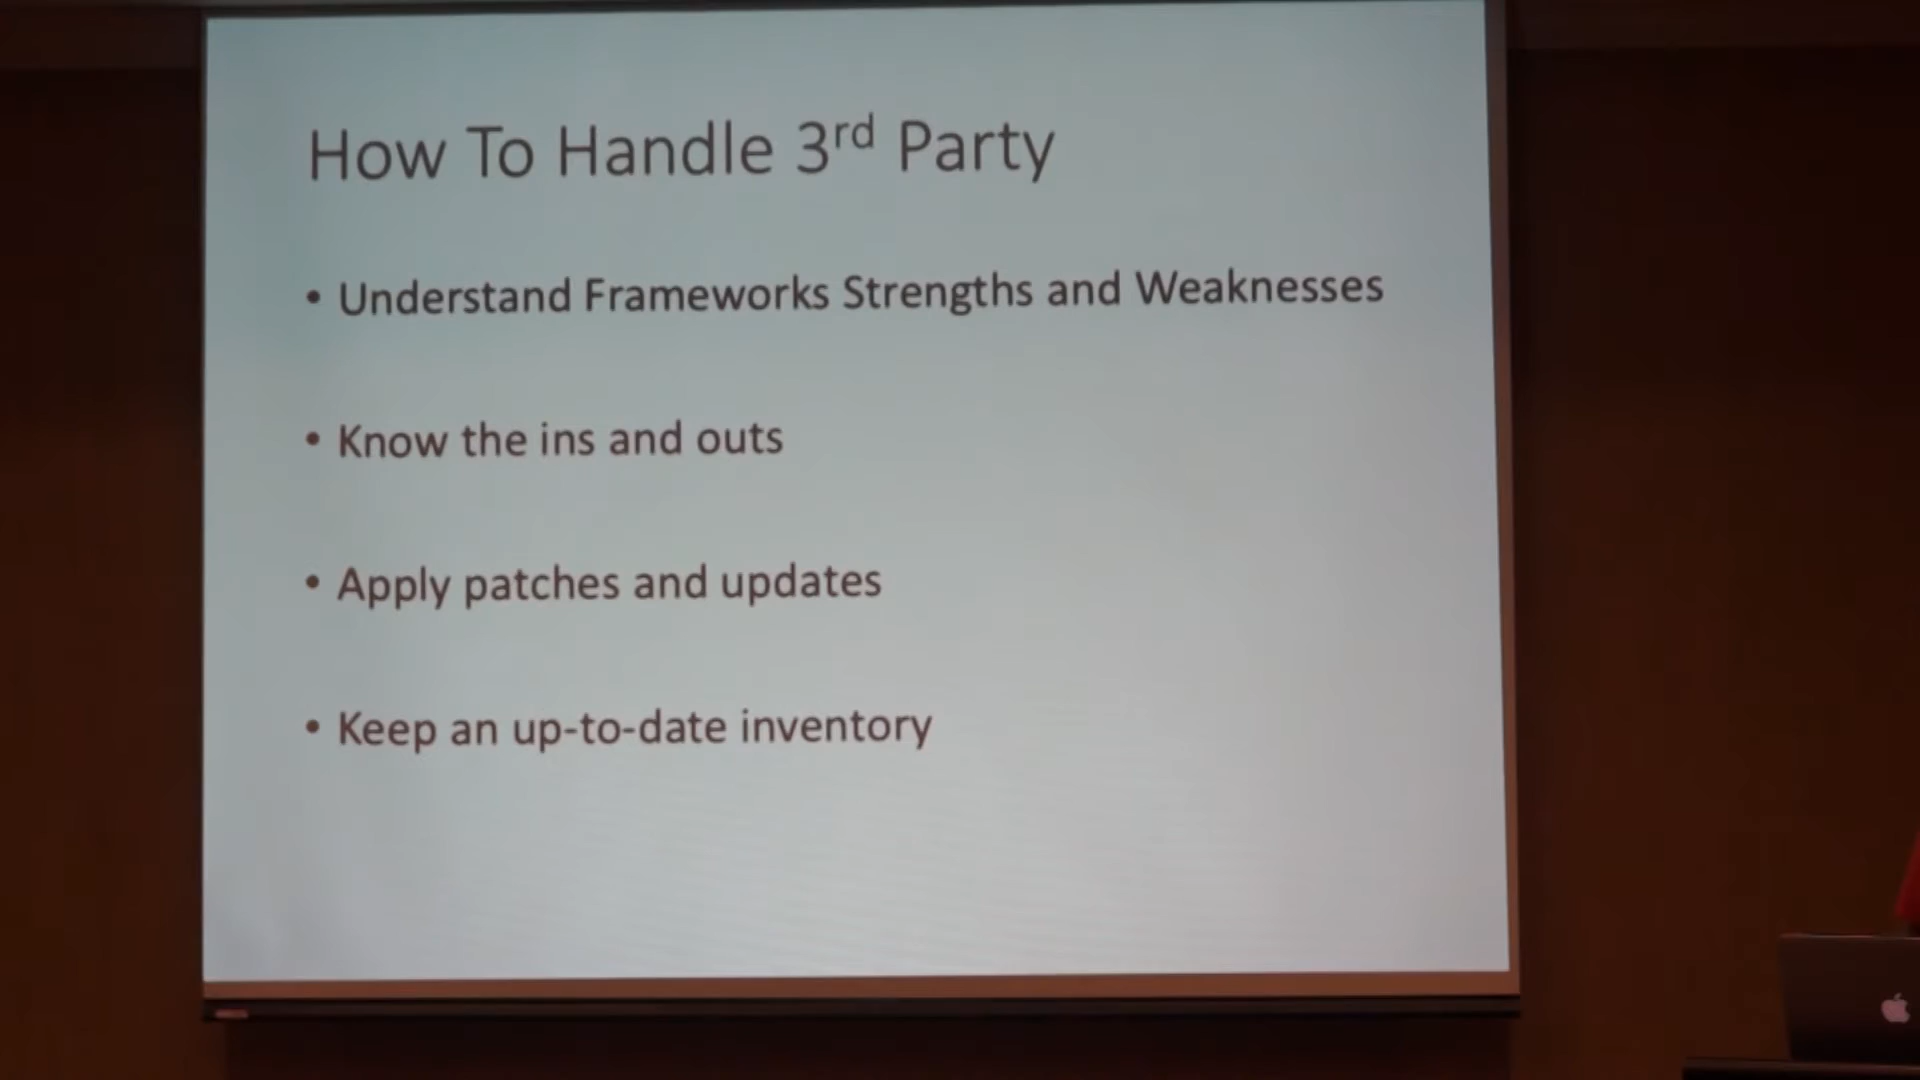 How To Handle 3rd Party
• Understand Frameworks Strengths and Weaknesses
• Know the ins and outs
• Apply patches and updates
• Keep an up-to-date inventory